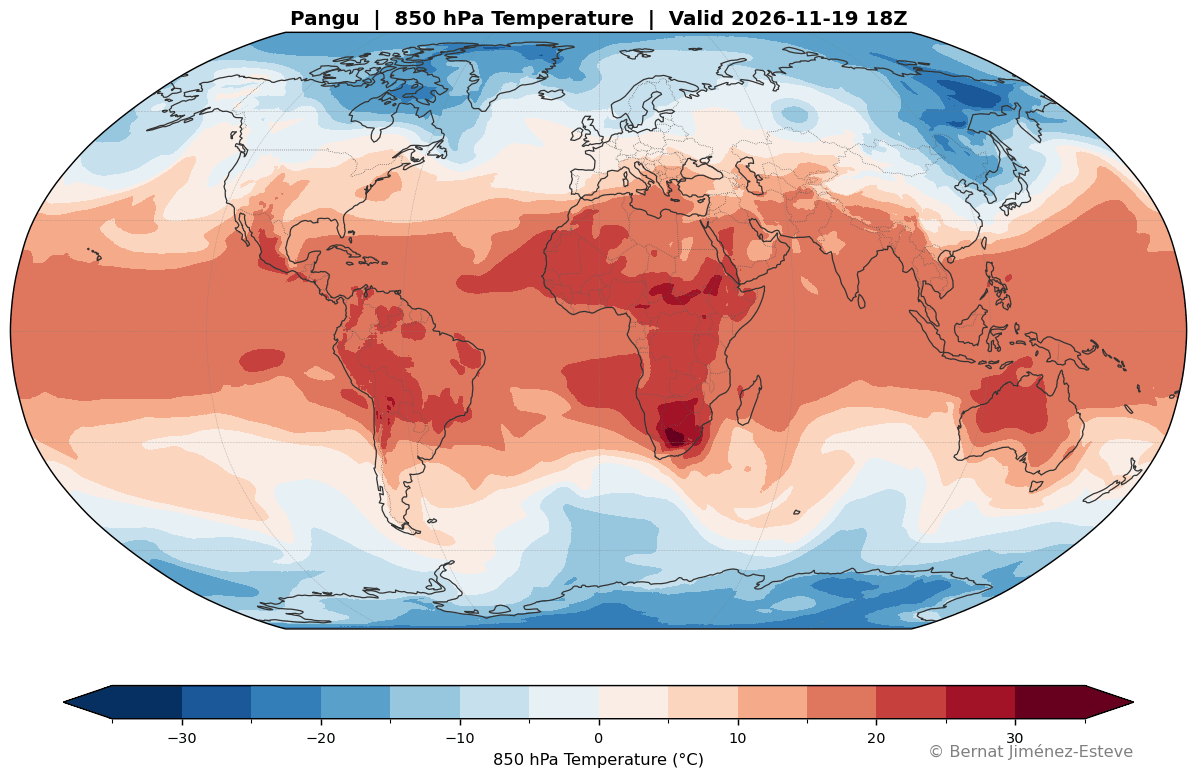 Pangu | 850 hPa Temperature | Valid 2026-11-19 18Z
−30 −20 −10 0 10 20 30
850 hPa Temperature (°C)
© Bernat Jiménez-Esteve